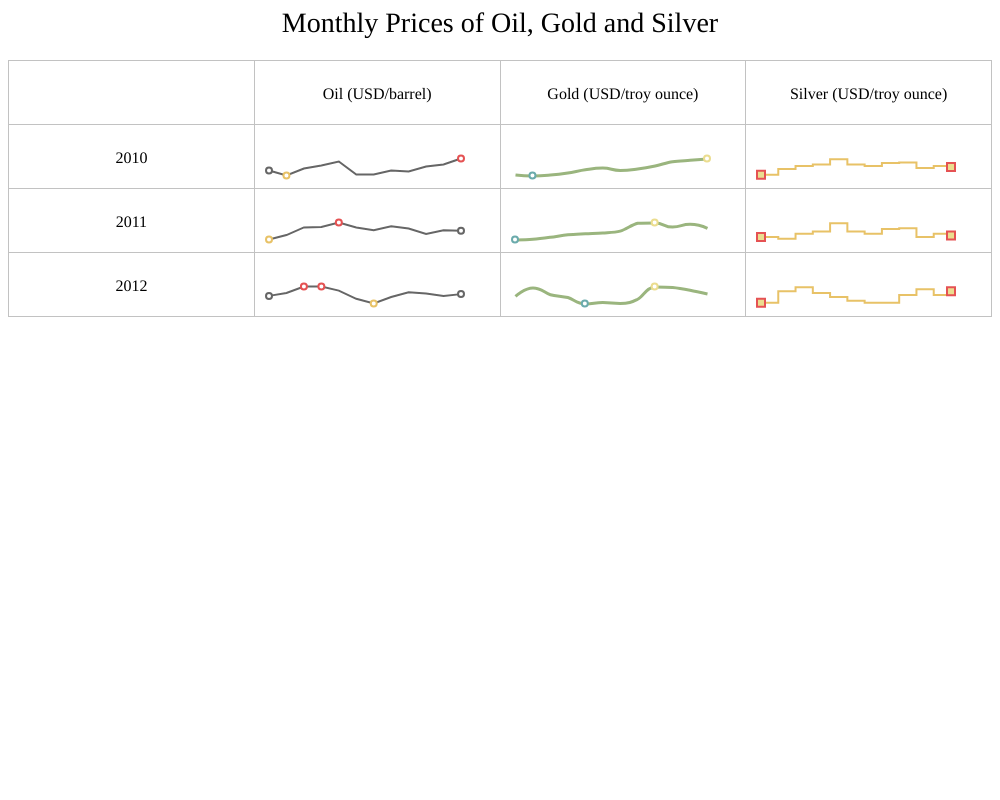 Monthly Prices of Oil, Gold and Silver
Oil (USD/barrel)
Gold (USD/troy ounce)
Silver (USD/troy ounce)
2010
2011
2012